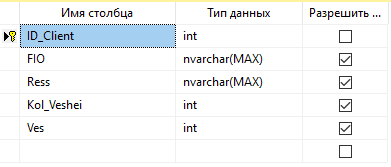 Имя столбца Тип данных Разрешить ...
ID_Client int
FIO nvarchar(MAX)
Ress nvarchar(MAX)
Kol_Veshei int
Ves int